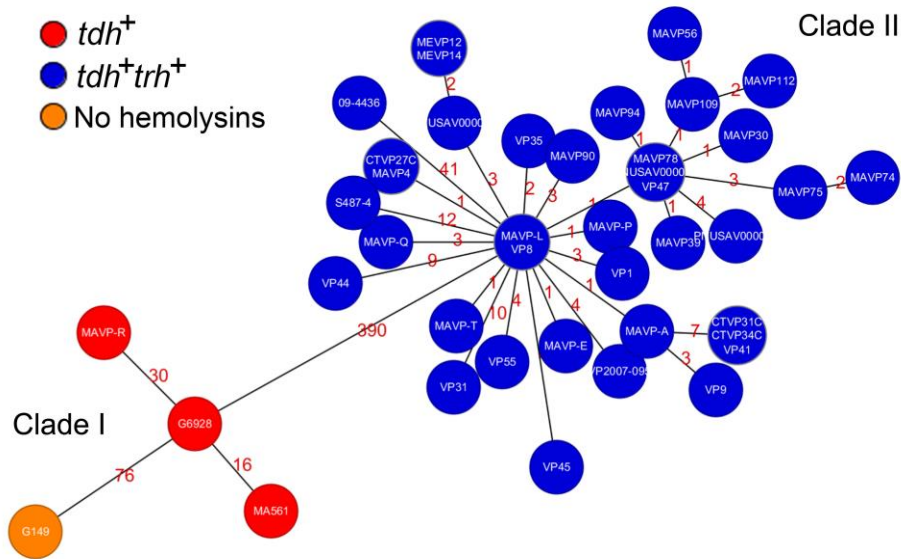 tdh+
tdh+trh+
No hemolysins
Clade II
Clade I
MEVP12
MEVP14
2
USAV0000
3
09-4436
41
CTVP27C
MAVP4
1
S487-4
12
MAVP-Q
3
VP44
9
VP35
2
MAVP90
3
MAVP-L
VP8
1
MAVP-P
1
VP1
3
1
MAVP-A
7
CTVP31C
CTVP34C
VP41
3
VP9
MAVP-T
1
VP31
10
VP55
4
MAVP-E
1
VP2007-095
4
VP45
MAVP56
1
MAVP109
2
MAVP112
1
MAVP94
1
MAVP30
1
MAVP78
NUSAV0000
VP47
3
MAVP75
2
MAVP74
MAVP39
1
4
PNUSAV0000
390
MAVP-R
30
G6928
76
16
G149
MA561